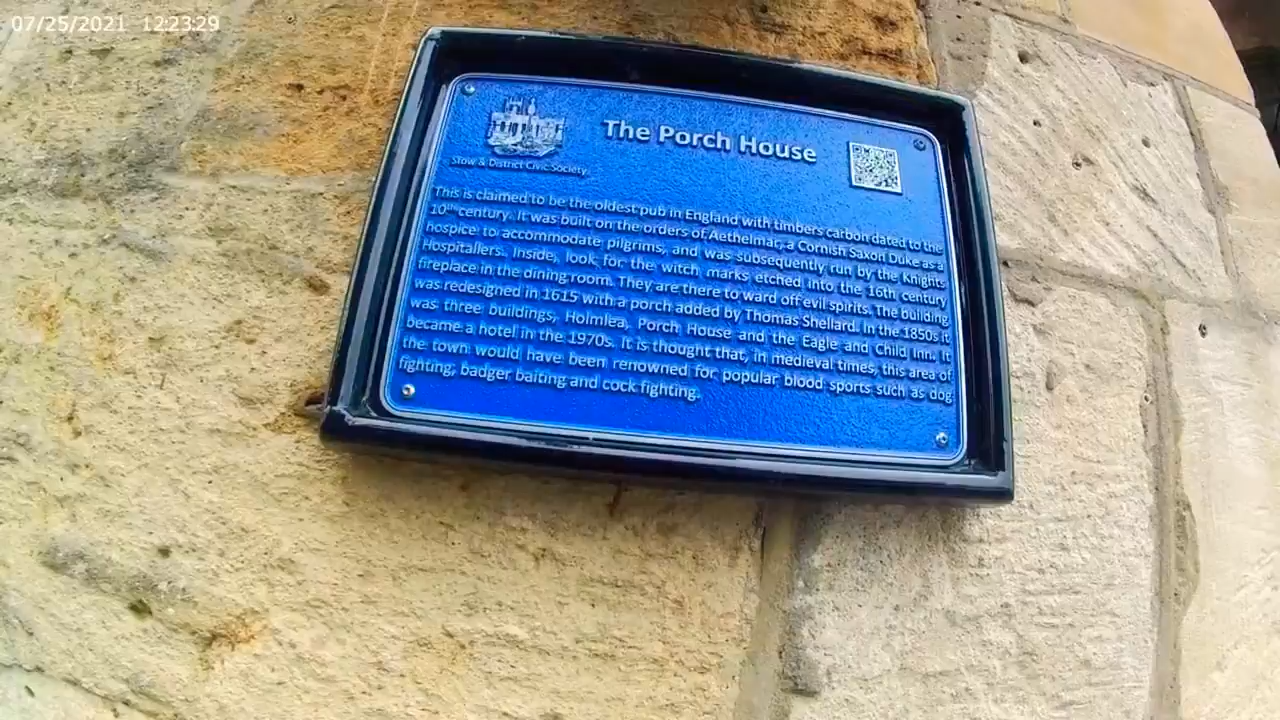 07/25/2021 12:23:29
The Porch House
Stow & District Civic Society
This is claimed to be the oldest pub in England with timbers carbon dated to the
10th century. It was built on the orders of Aethelmar, a Cornish Saxon Duke as a
hospice to accommodate pilgrims, and was subsequently run by the Knights
Hospitallers. Inside, look for the witch marks etched into the 16th century
fireplace in the dining room. They are there to ward off evil spirits. The building
was redesigned in 1615 with a porch added by Thomas Shellard. In the 1850s it
was three buildings, Holmlea, Porch House and the Eagle and Child Inn. It
became a hotel in the 1970s. It is thought that, in medieval times, this area of
the town would have been renowned for popular blood sports such as dog
fighting, badger baiting and cock fighting.